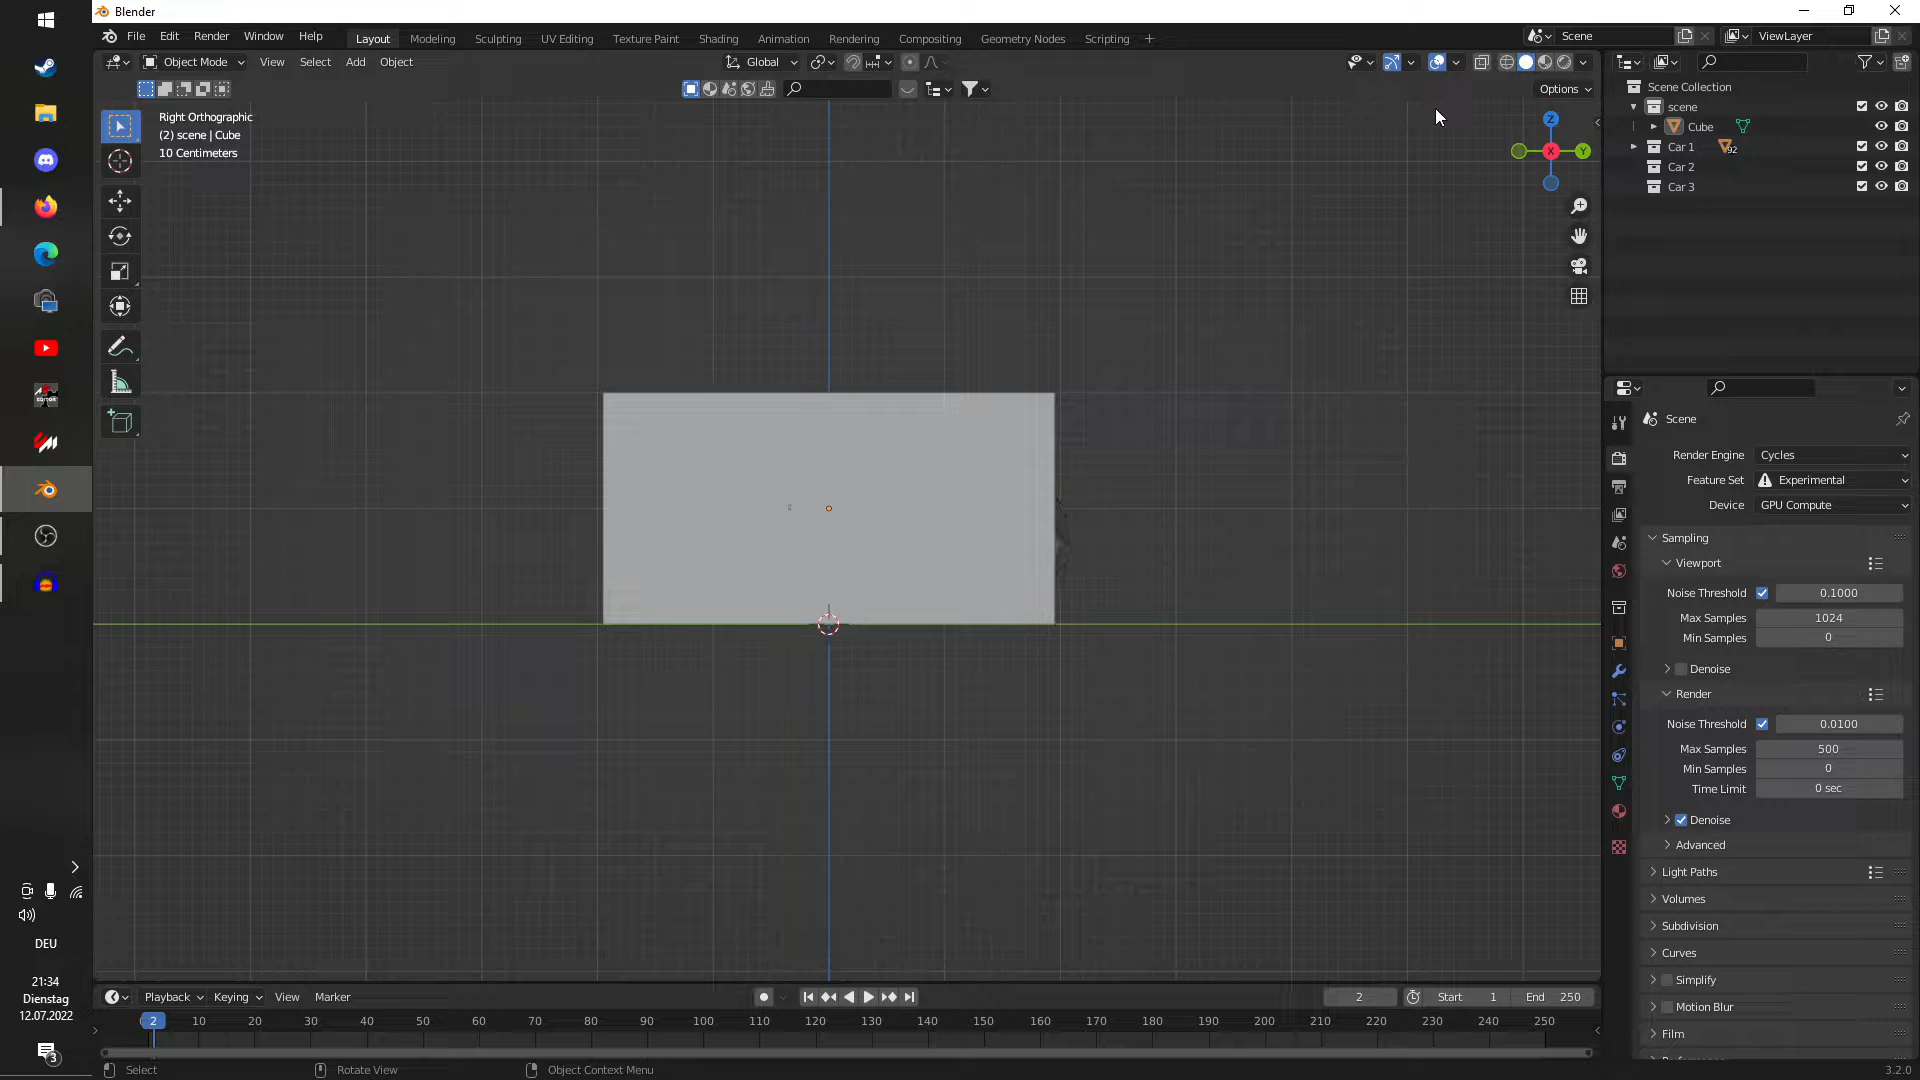 Blender
File Edit Render Window Help
Layout Modeling Sculpting UV Editing Texture Paint Shading Animation Rendering Compositing Geometry Nodes Scripting
Scene
ViewLayer
Object Mode View Select Add Object
Global
Options
Right Orthographic
(2) scene | Cube
10 Centimeters
Z
X
Y
Scene Collection
scene
Cube
Car 1
92
Car 2
Car 3
Scene
Render Engine Cycles
Feature Set Experimental
Device GPU Compute
Sampling
Viewport
Noise Threshold 0.1000
Max Samples 1024
Min Samples 0
Denoise
Render
Noise Threshold 0.0100
Max Samples 500
Min Samples 0
Time Limit 0 sec
Denoise
Advanced
Light Paths
Volumes
Subdivision
Curves
Simplify
Motion Blur
Film
DEU
21:34
Dienstag
12.07.2022
3
Playback Keying View Marker
2 Start 1 End 250
2 10 20 30 40 50 60 70 80 90 100 110 120 130 140 150 160 170 180 190 200 210 220 230 240 250
Select Rotate View Object Context Menu
3.2.0